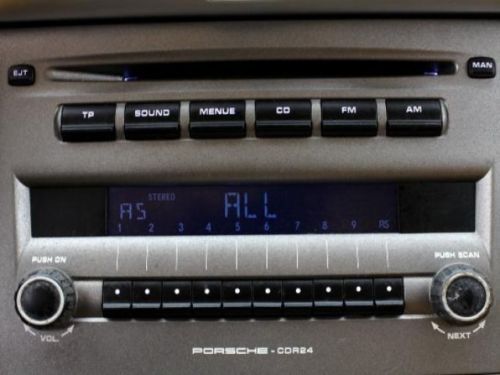 EJT MAN
TP SOUND MENUE CD FM AM
STEREO
AS ALL
1 2 3 4 5 6 7 8 9 AS
PUSH ON PUSH SCAN
VOL. NEXT
PORSCHE - CDR24